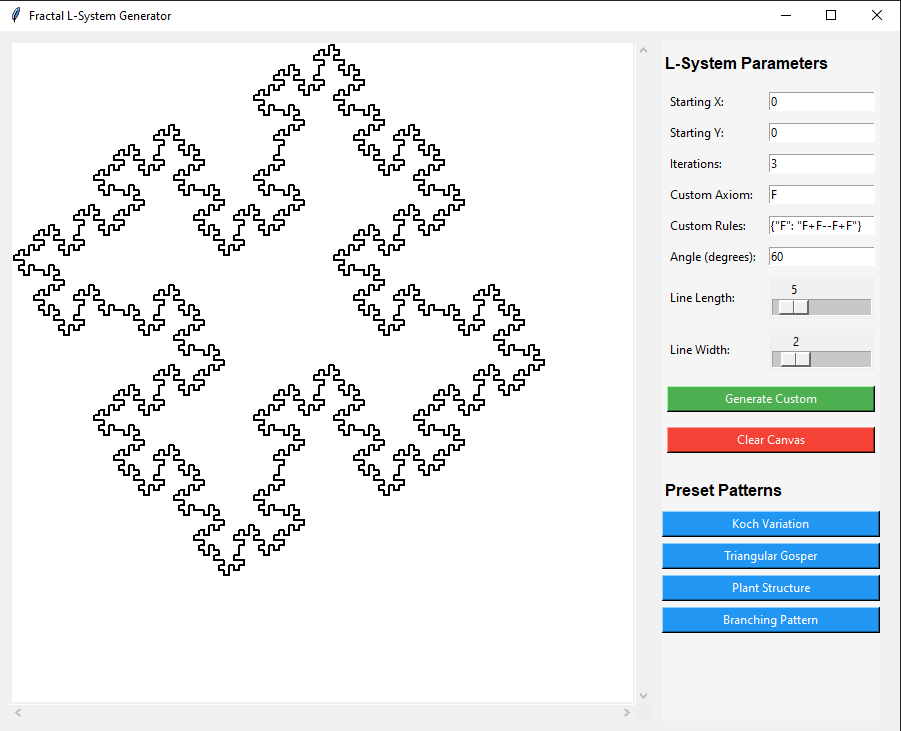 Fractal L-System Generator
L-System Parameters
Starting X: 0
Starting Y: 0
Iterations: 3
Custom Axiom: F
Custom Rules: {"F": "F+F--F+F"}
Angle (degrees): 60
5
Line Length:
2
Line Width:
Generate Custom
Clear Canvas
Preset Patterns
Koch Variation
Triangular Gosper
Plant Structure
Branching Pattern